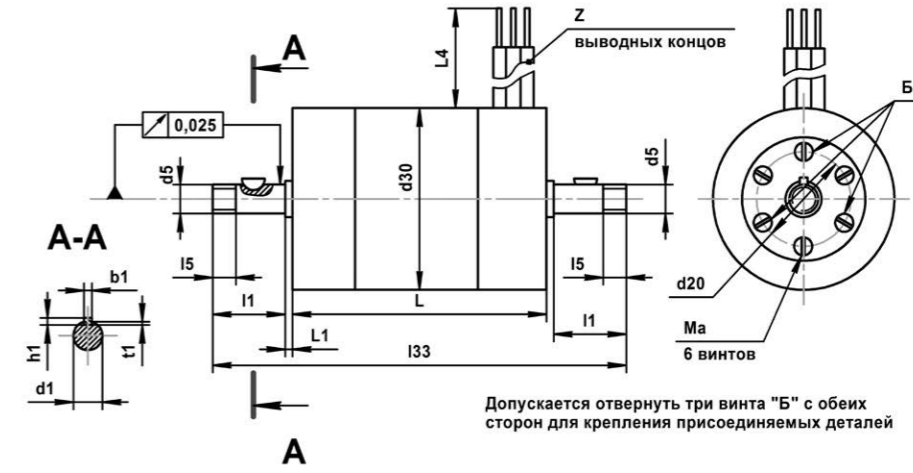 А
Z
выводных концов
L4
Б
0,025
d5
d30
d5
А-А
b1
l5
l5
d20
l1
L
l1
h1
t1
L1
Ма
6 винтов
l33
d1
Допускается отвернуть три винта "Б" с обеих
сторон для крепления присоединяемых деталей
А